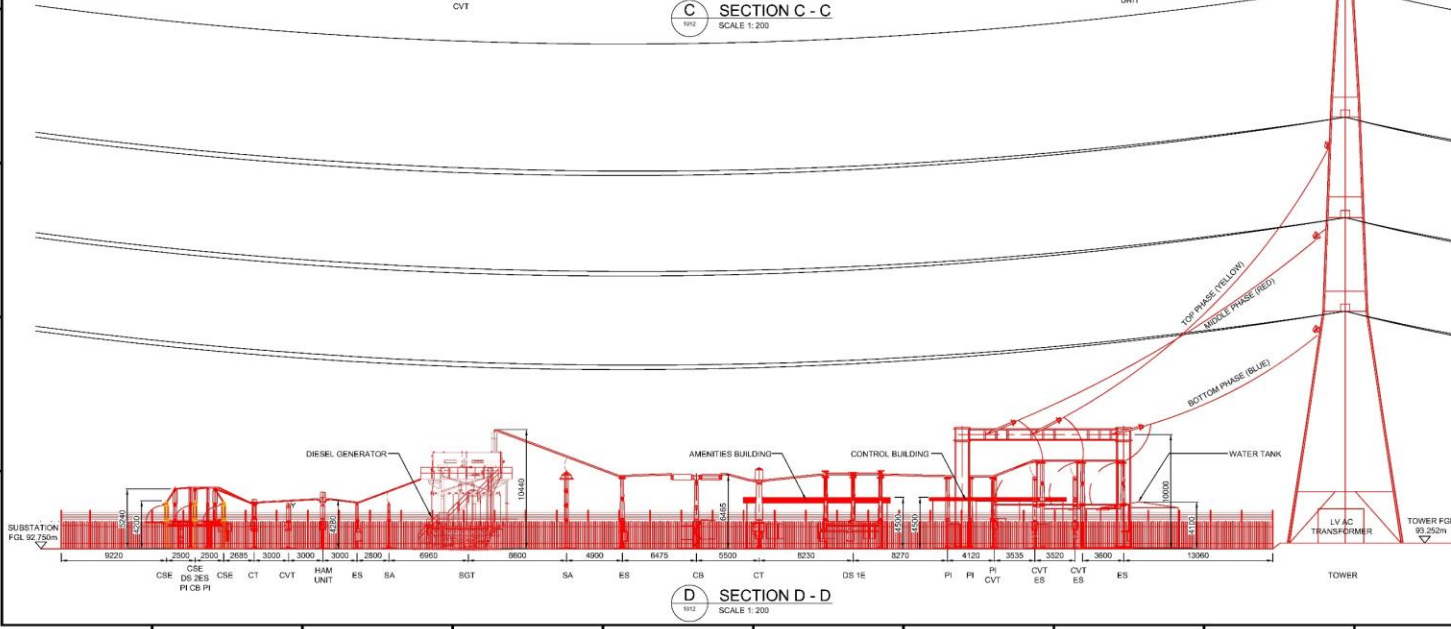 CVT
UNIT
C
1012
SECTION C - C
SCALE 1: 200
TOP PHASE (YELLOW)
MIDDLE PHASE (RED)
BOTTOM PHASE (BLUE)
DIESEL GENERATOR
AMENITIES BUILDING
CONTROL BUILDING
WATER TANK
5240
4200
4280
10440
6465
4500
4500
10000
4100
SUBSTATION
FGL 92.750m
LV AC
TRANSFORMER
TOWER FGL
93.252m
9220
2500
2500
2685
3000
3000
3000
2800
6960
8600
4900
6475
5500
8230
8270
4120
3535
3520
3600
13060
CSE
CSE
DS 2ES
PI CB PI
CSE
CT
CVT
HAM
UNIT
ES
SA
SGT
SA
ES
CB
CT
DS 1E
PI
PI
PI
CVT
CVT
ES
CVT
ES
ES
TOWER
D
1012
SECTION D - D
SCALE 1: 200